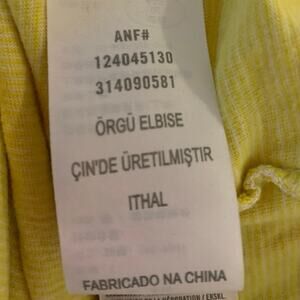 ANF#
124045130
314090581
ÖRGÜ ELBISE
ÇIN'DE ÜRETILMIŞTIR
ITHAL
FABRICADO NA CHINA